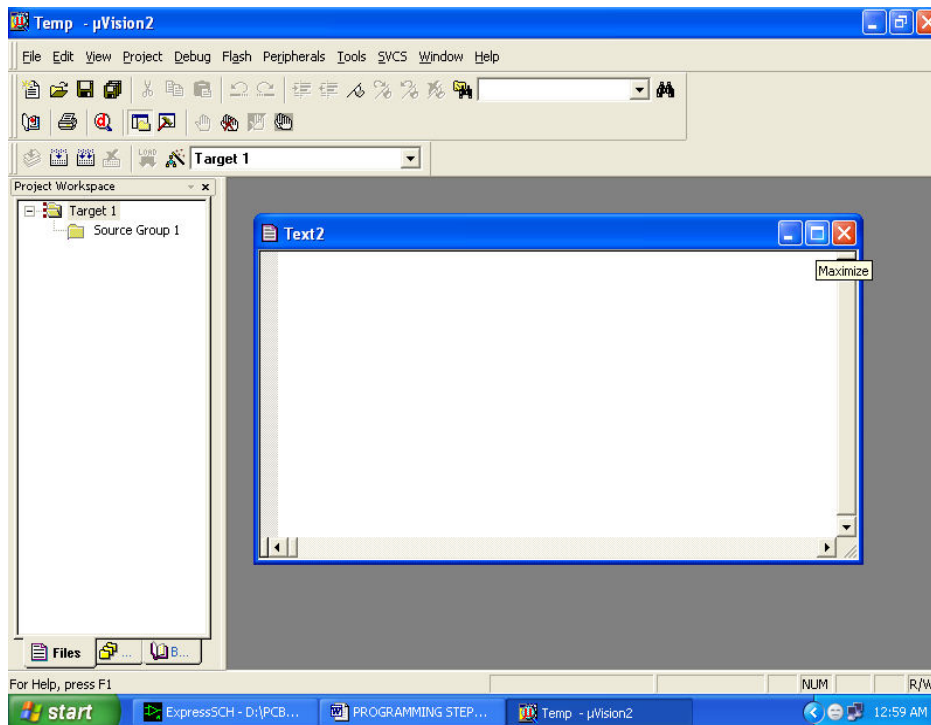 Temp - µVision2
File Edit View Project Debug Flash Peripherals Tools SVCS Window Help
LOAD
Target 1
Project Workspace
Target 1
Source Group 1
Text2
Maximize
Files ... B...
For Help, press F1
NUM R/W
start ExpressSCH - D:\PCB... PROGRAMMING STEP... Temp - µVision2 12:59 AM